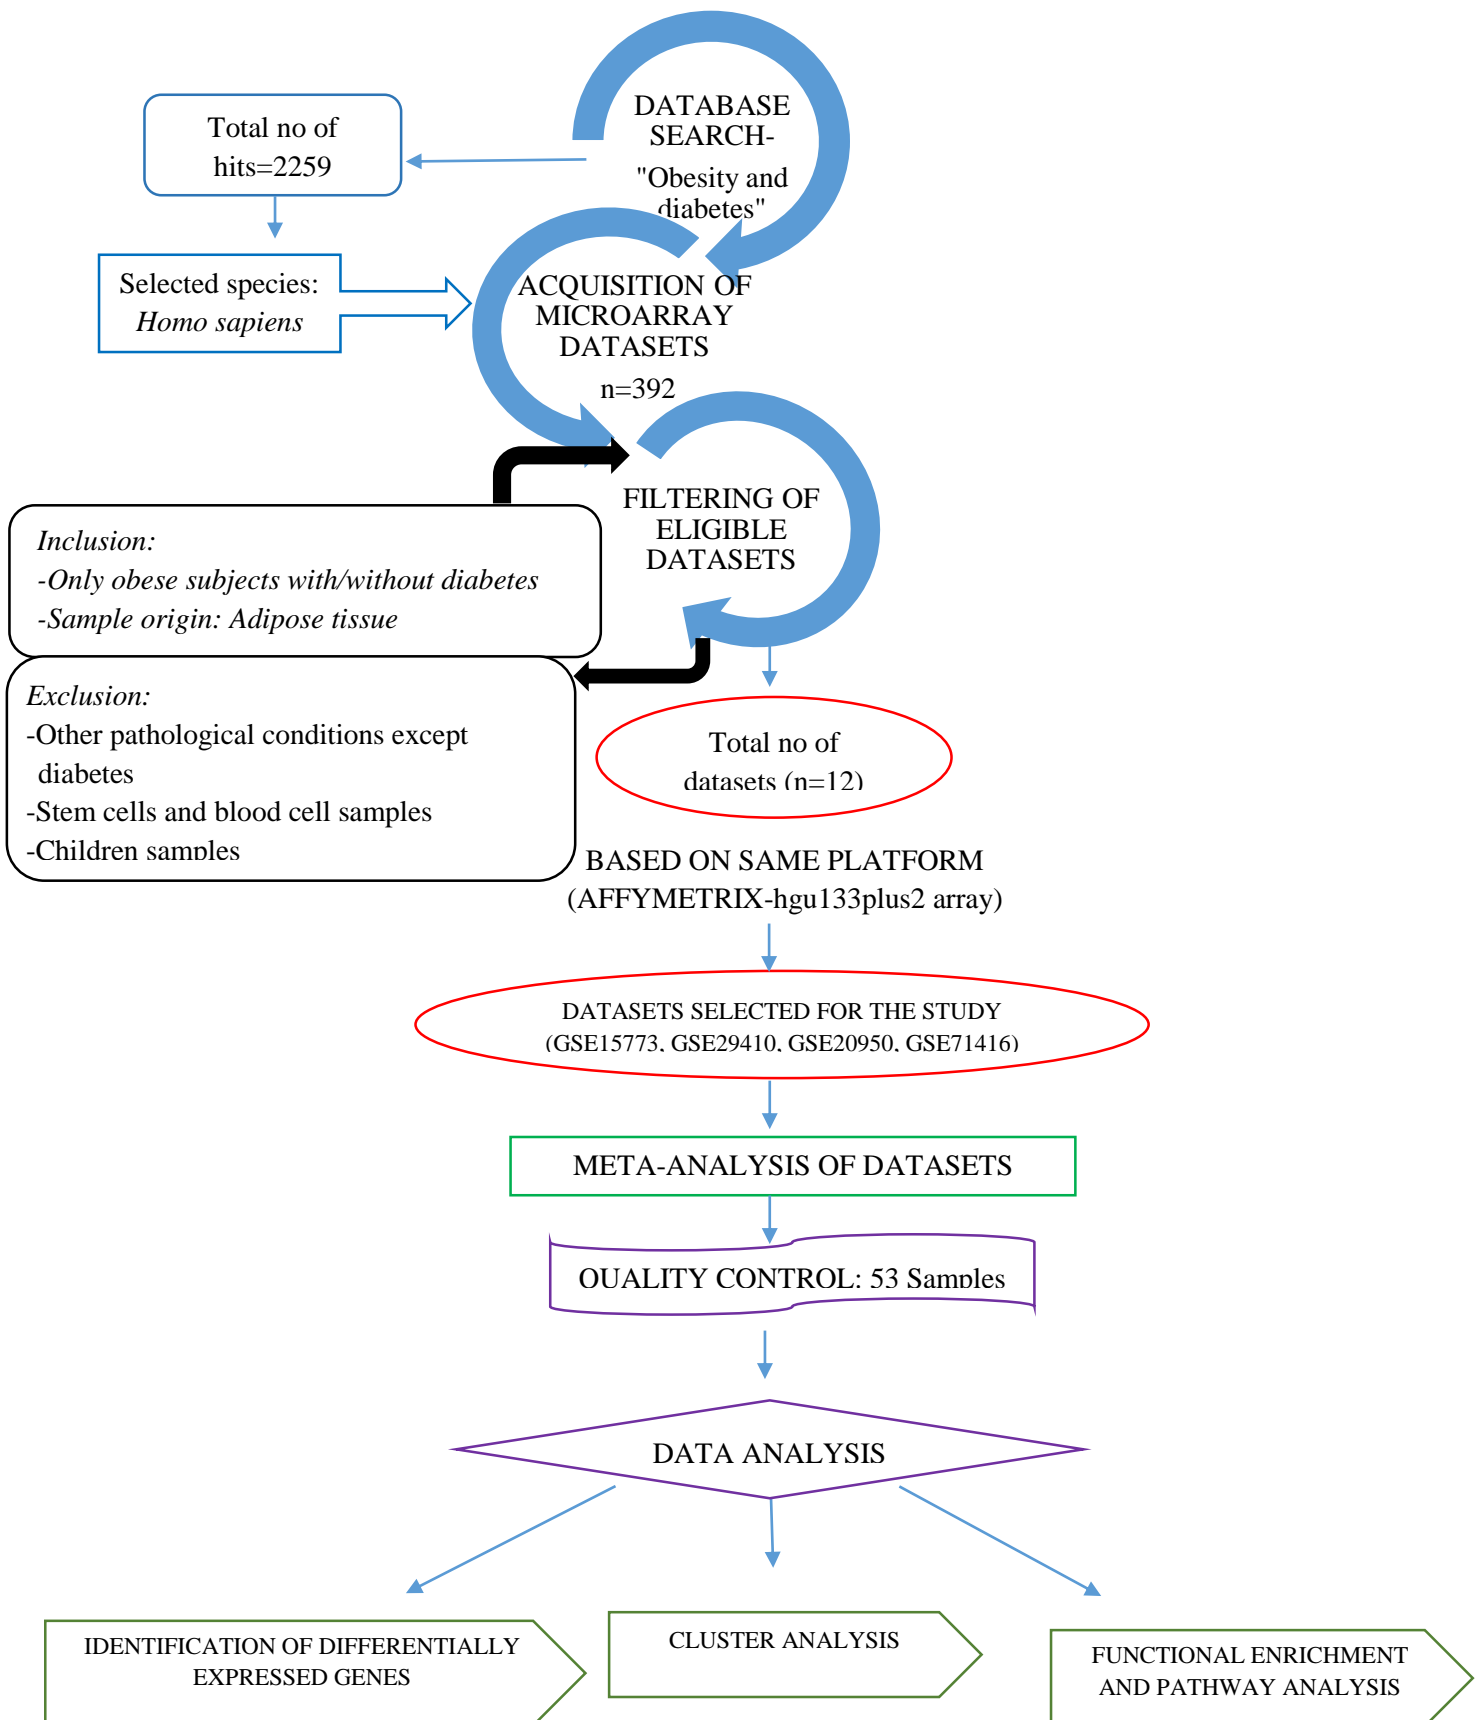 DATABASE
SEARCH-
"Obesity and
diabetes"
Total no of
hits=2259
Selected species:
Homo sapiens
ACQUISITION OF
MICROARRAY
DATASETS
n=392
FILTERING OF
ELIGIBLE
DATASETS
Inclusion:
-Only obese subjects with/without diabetes
-Sample origin: Adipose tissue
Exclusion:
-Other pathological conditions except
diabetes
-Stem cells and blood cell samples
-Children samples
Total no of
datasets (n=12)
BASED ON SAME PLATFORM
(AFFYMETRIX-hgu133plus2 array)
DATASETS SELECTED FOR THE STUDY
(GSE15773, GSE29410, GSE20950, GSE71416)
META-ANALYSIS OF DATASETS
QUALITY CONTROL: 53 Samples
DATA ANALYSIS
IDENTIFICATION OF DIFFERENTIALLY
EXPRESSED GENES
CLUSTER ANALYSIS
FUNCTIONAL ENRICHMENT
AND PATHWAY ANALYSIS